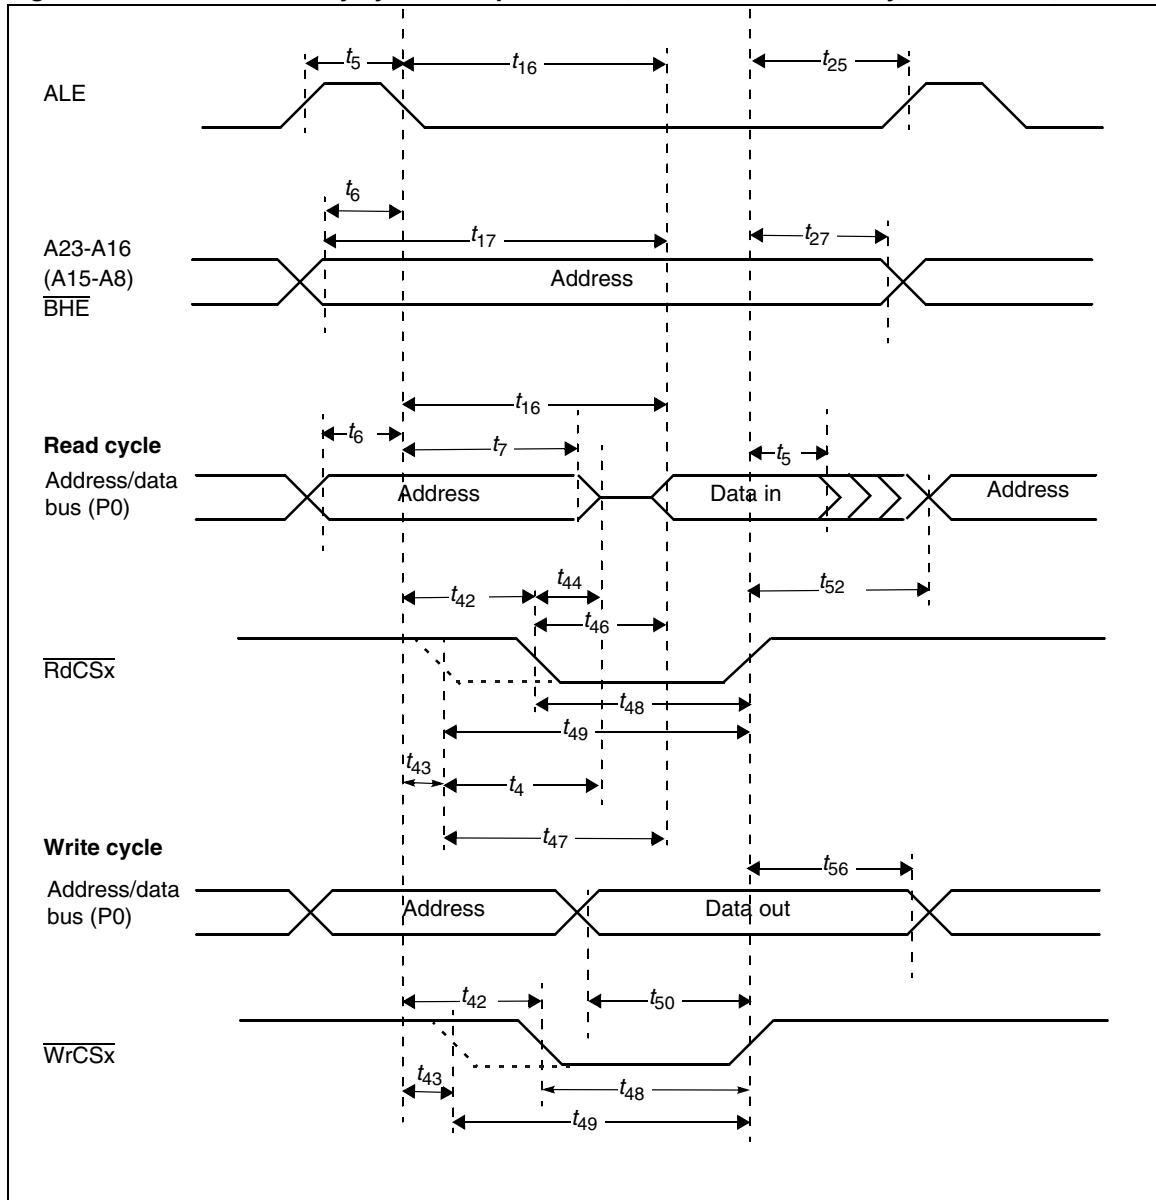 t5
t16
t25
ALE
t6
t17
t27
A23-A16
(A15-A8)
BHE
Address
t16
t6
t7
t5
Read cycle
Address/data
bus (P0)
Address
Data in
Address
t42
t44
t52
t46
RdCSx
t48
t49
t43
t4
t47
Write cycle
t56
Address/data
bus (P0)
Address
Data out
t42
t50
WrCSx
t43
t48
t49